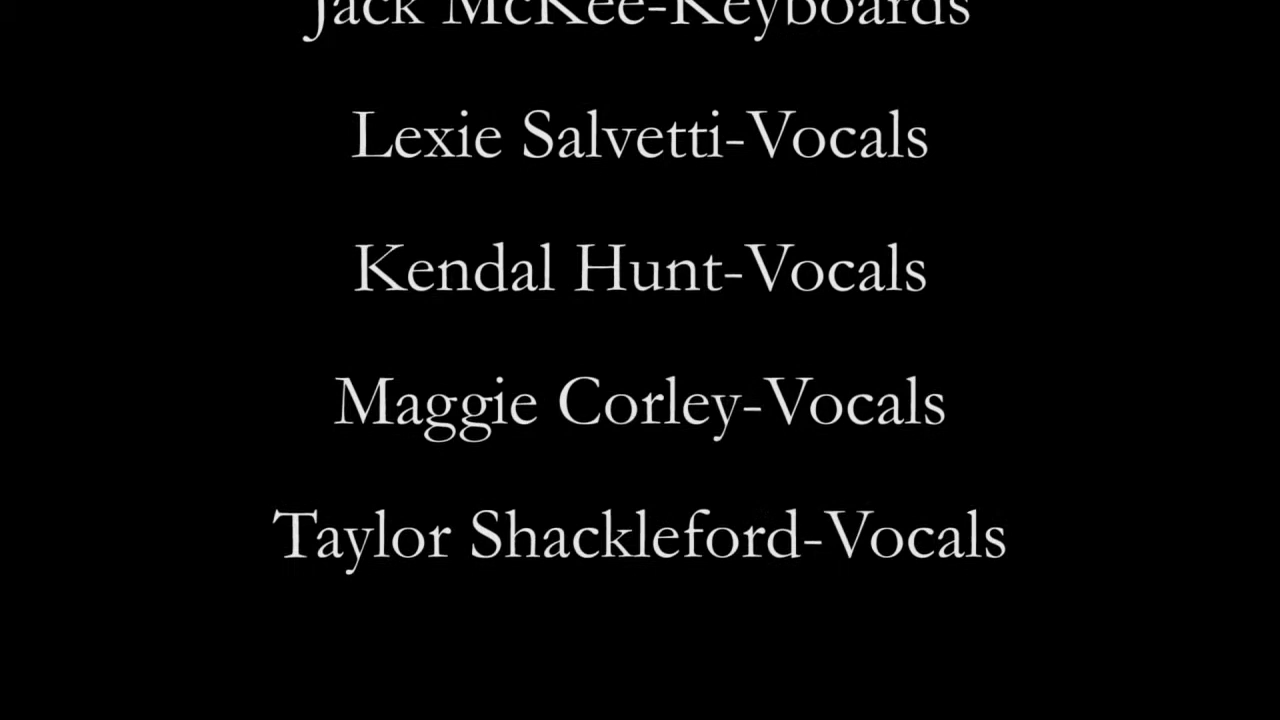 Jack McKee-Keyboards
Lexie Salvetti-Vocals
Kendal Hunt-Vocals
Maggie Corley-Vocals
Taylor Shackleford-Vocals